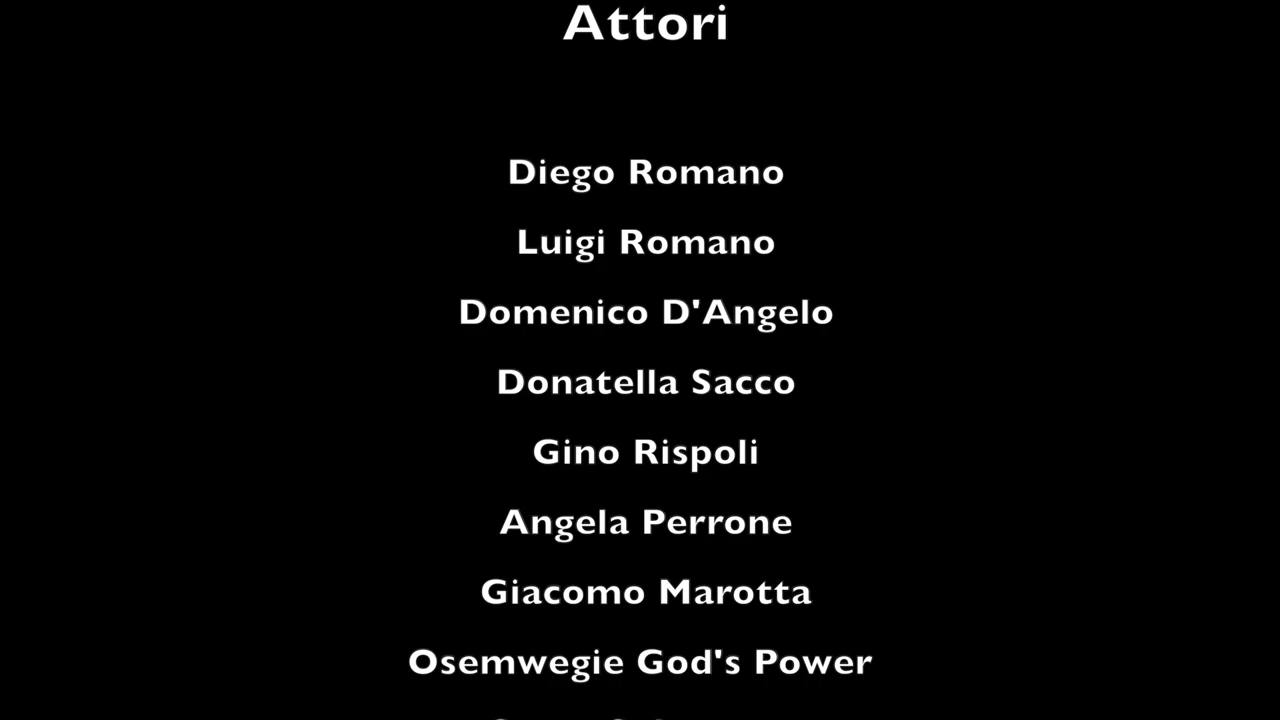 Attori
Diego Romano
Luigi Romano
Domenico D'Angelo
Donatella Sacco
Gino Rispoli
Angela Perrone
Giacomo Marotta
Osemwegie God's Power